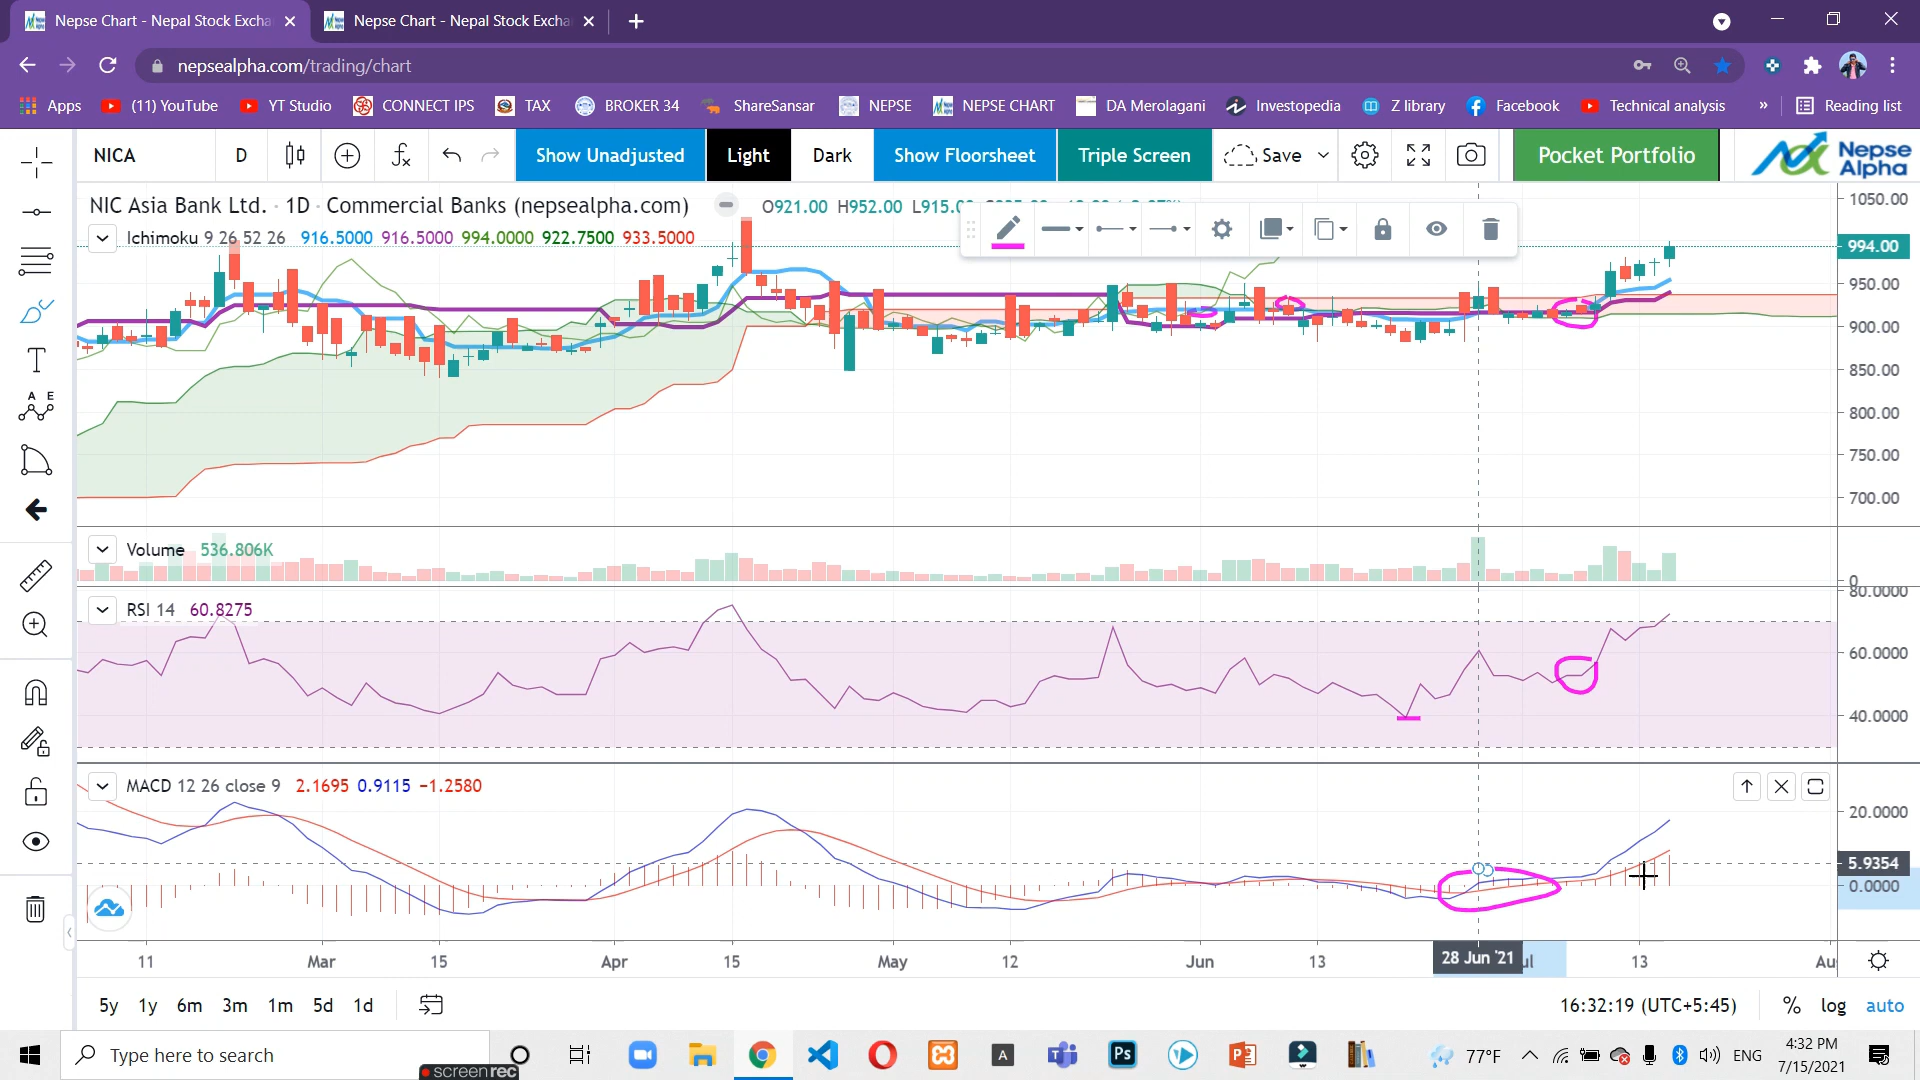 Nepse Chart - Nepal Stock Excha
Nepse Chart - Nepal Stock Excha
nepsealpha.com/trading/chart
Apps
(11) YouTube
YT Studio
CONNECT IPS
TAX
BROKER 34
ShareSansar
NEPSE
NEPSE CHART
DA Merolagani
Investopedia
Z library
Facebook
Technical analysis
»
Reading list
NICA
D
Show Unadjusted
Light
Dark
Show Floorsheet
Triple Screen
Save
Pocket Portfolio
Nepse
Alpha
NIC Asia Bank Ltd. · 1D · Commercial Banks (nepsealpha.com)
O921.00 H952.00 L915.0
Ichimoku 9 26 52 26 916.5000 916.5000 994.0000 922.7500 933.5000
1050.00
994.00
950.00
900.00
850.00
800.00
750.00
700.00
T
A E
Volume 536.806K
0
RSI 14 60.8275
80.0000
60.0000
40.0000
MACD 12 26 close 9 2.1695 0.9115 −1.2580
20.0000
5.9354
0.0000
11
Mar
15
Apr
15
May
12
Jun
13
28 Jun '21
ul
13
Au
5y 1y 6m 3m 1m 5d 1d
16:32:19 (UTC+5:45)
% log auto
Type here to search
screenrec
A
Ps
77°F
ENG
4:32 PM
7/15/2021